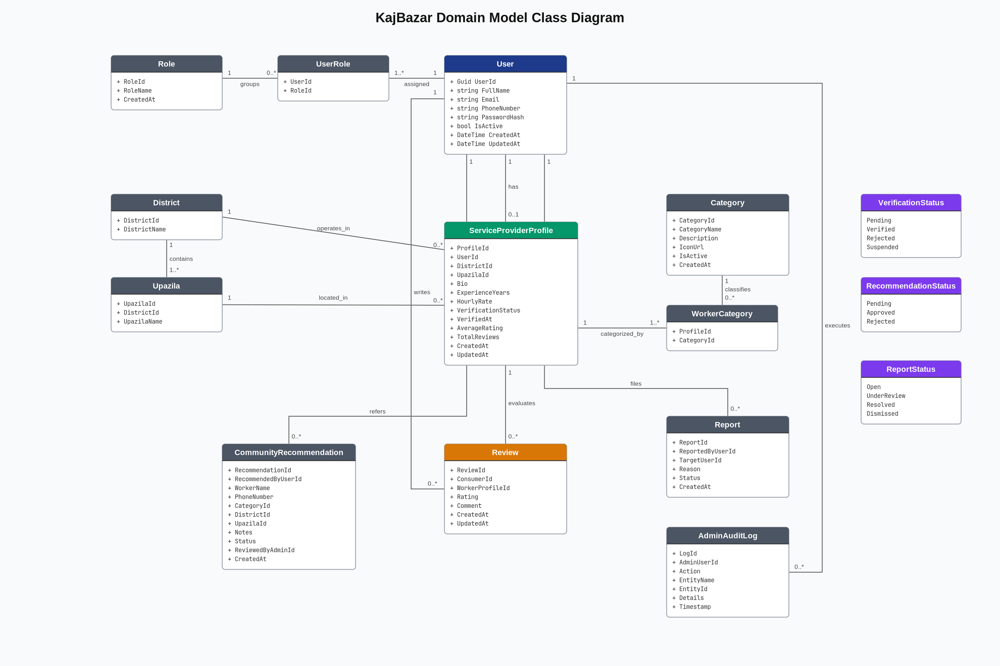 KajBazar Domain Model Class Diagram
Role
+ RoleId
+ RoleName
+ CreatedAt
1
0..*
groups
UserRole
+ UserId
+ RoleId
1..*
1
assigned
1
User
+ Guid UserId
+ string FullName
+ string Email
+ string PhoneNumber
+ string PasswordHash
+ bool IsActive
+ DateTime CreatedAt
+ DateTime UpdatedAt
1
1
1
1
has
0..1
District
+ DistrictId
+ DistrictName
1
operates_in
0..*
1
contains
1..*
Upazila
+ UpazilaId
+ DistrictId
+ UpazilaName
1
located_in
writes
0..*
ServiceProviderProfile
+ ProfileId
+ UserId
+ DistrictId
+ UpazilaId
+ Bio
+ ExperienceYears
+ HourlyRate
+ VerificationStatus
+ VerifiedAt
+ AverageRating
+ TotalReviews
+ CreatedAt
+ UpdatedAt
1
1..*
categorized_by
Category
+ CategoryId
+ CategoryName
+ Description
+ IconUrl
+ IsActive
+ CreatedAt
1
classifies
0..*
WorkerCategory
+ ProfileId
+ CategoryId
executes
VerificationStatus
Pending
Verified
Rejected
Suspended
RecommendationStatus
Pending
Approved
Rejected
ReportStatus
Open
UnderReview
Resolved
Dismissed
1
evaluates
0..*
files
0..*
refers
0..*
0..*
CommunityRecommendation
+ RecommendationId
+ RecommendedByUserId
+ WorkerName
+ PhoneNumber
+ CategoryId
+ DistrictId
+ UpazilaId
+ Notes
+ Status
+ ReviewedByAdminId
+ CreatedAt
Review
+ ReviewId
+ ConsumerId
+ WorkerProfileId
+ Rating
+ Comment
+ CreatedAt
+ UpdatedAt
Report
+ ReportId
+ ReportedByUserId
+ TargetUserId
+ Reason
+ Status
+ CreatedAt
AdminAuditLog
+ LogId
+ AdminUserId
+ Action
+ EntityName
+ EntityId
+ Details
+ Timestamp
0..*